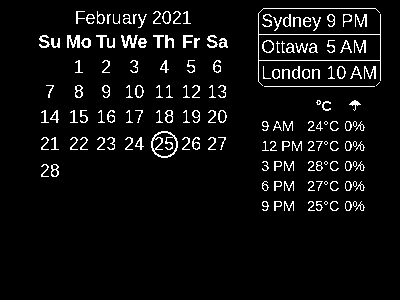 February 2021
Su Mo Tu We Th Fr Sa
1 2 3 4 5 6
7 8 9 10 11 12 13
14 15 16 17 18 19 20
21 22 23 24 25 26 27
28
Sydney 9 PM
Ottawa 5 AM
London 10 AM
°C ☂
9 AM 24°C 0%
12 PM 27°C 0%
3 PM 28°C 0%
6 PM 27°C 0%
9 PM 25°C 0%